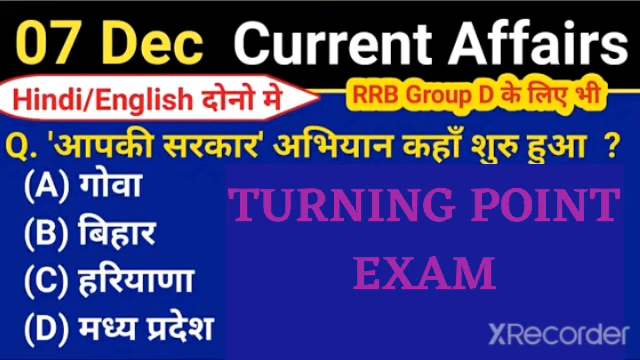 07 Dec Current Affairs
Hindi/English दोनो मे
RRB Group D के लिए भी
Q. 'आपकी सरकार' अभियान कहाँ शुरु हुआ ?
(A) गोवा
(B) बिहार
(C) हरियाणा
(D) मध्य प्रदेश
TURNING POINT
EXAM
XRecorder